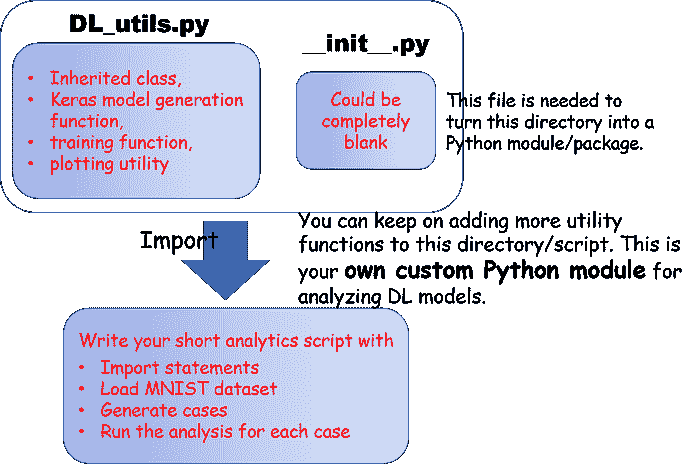 DL_utils.py
• Inherited class,
• Keras model generation
function,
• training function,
• plotting utility
__init__.py
Could be
completely
blank
This file is needed to
turn this directory into a
Python module/package.
Import
You can keep on adding more utility
functions to this directory/script. This is
your own custom Python module for
analyzing DL models.
Write your short analytics script with
• Import statements
• Load MNIST dataset
• Generate cases
• Run the analysis for each case